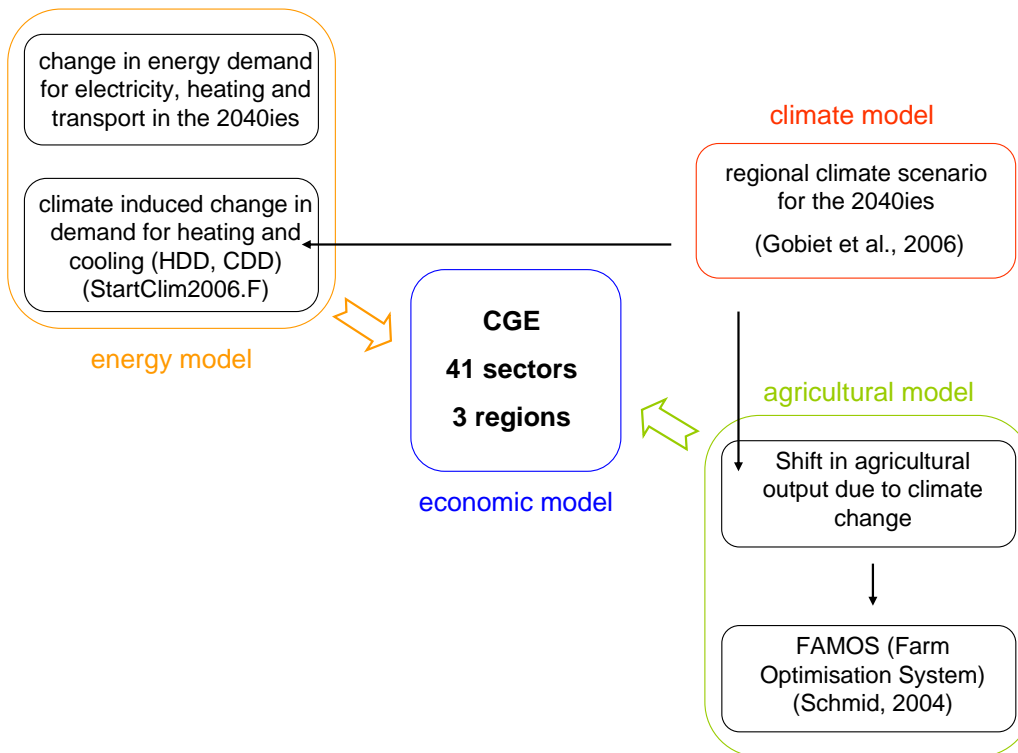 change in energy demand
for electricity, heating and
transport in the 2040ies
climate induced change in
demand for heating and
cooling (HDD, CDD)
(StartClim2006.F)
energy model
climate model
regional climate scenario
for the 2040ies
(Gobiet et al., 2006)
CGE
41 sectors
3 regions
economic model
agricultural model
Shift in agricultural
output due to climate
change
FAMOS (Farm
Optimisation System)
(Schmid, 2004)